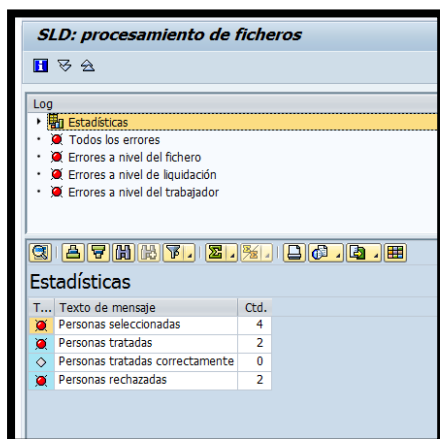 SLD: procesamiento de ficheros
Log
Estadísticas
Todos los errores
Errores a nivel del fichero
Errores a nivel de liquidación
Errores a nivel del trabajador
Estadísticas
T... Texto de mensaje Ctd.
Personas seleccionadas 4
Personas tratadas 2
Personas tratadas correctamente 0
Personas rechazadas 2